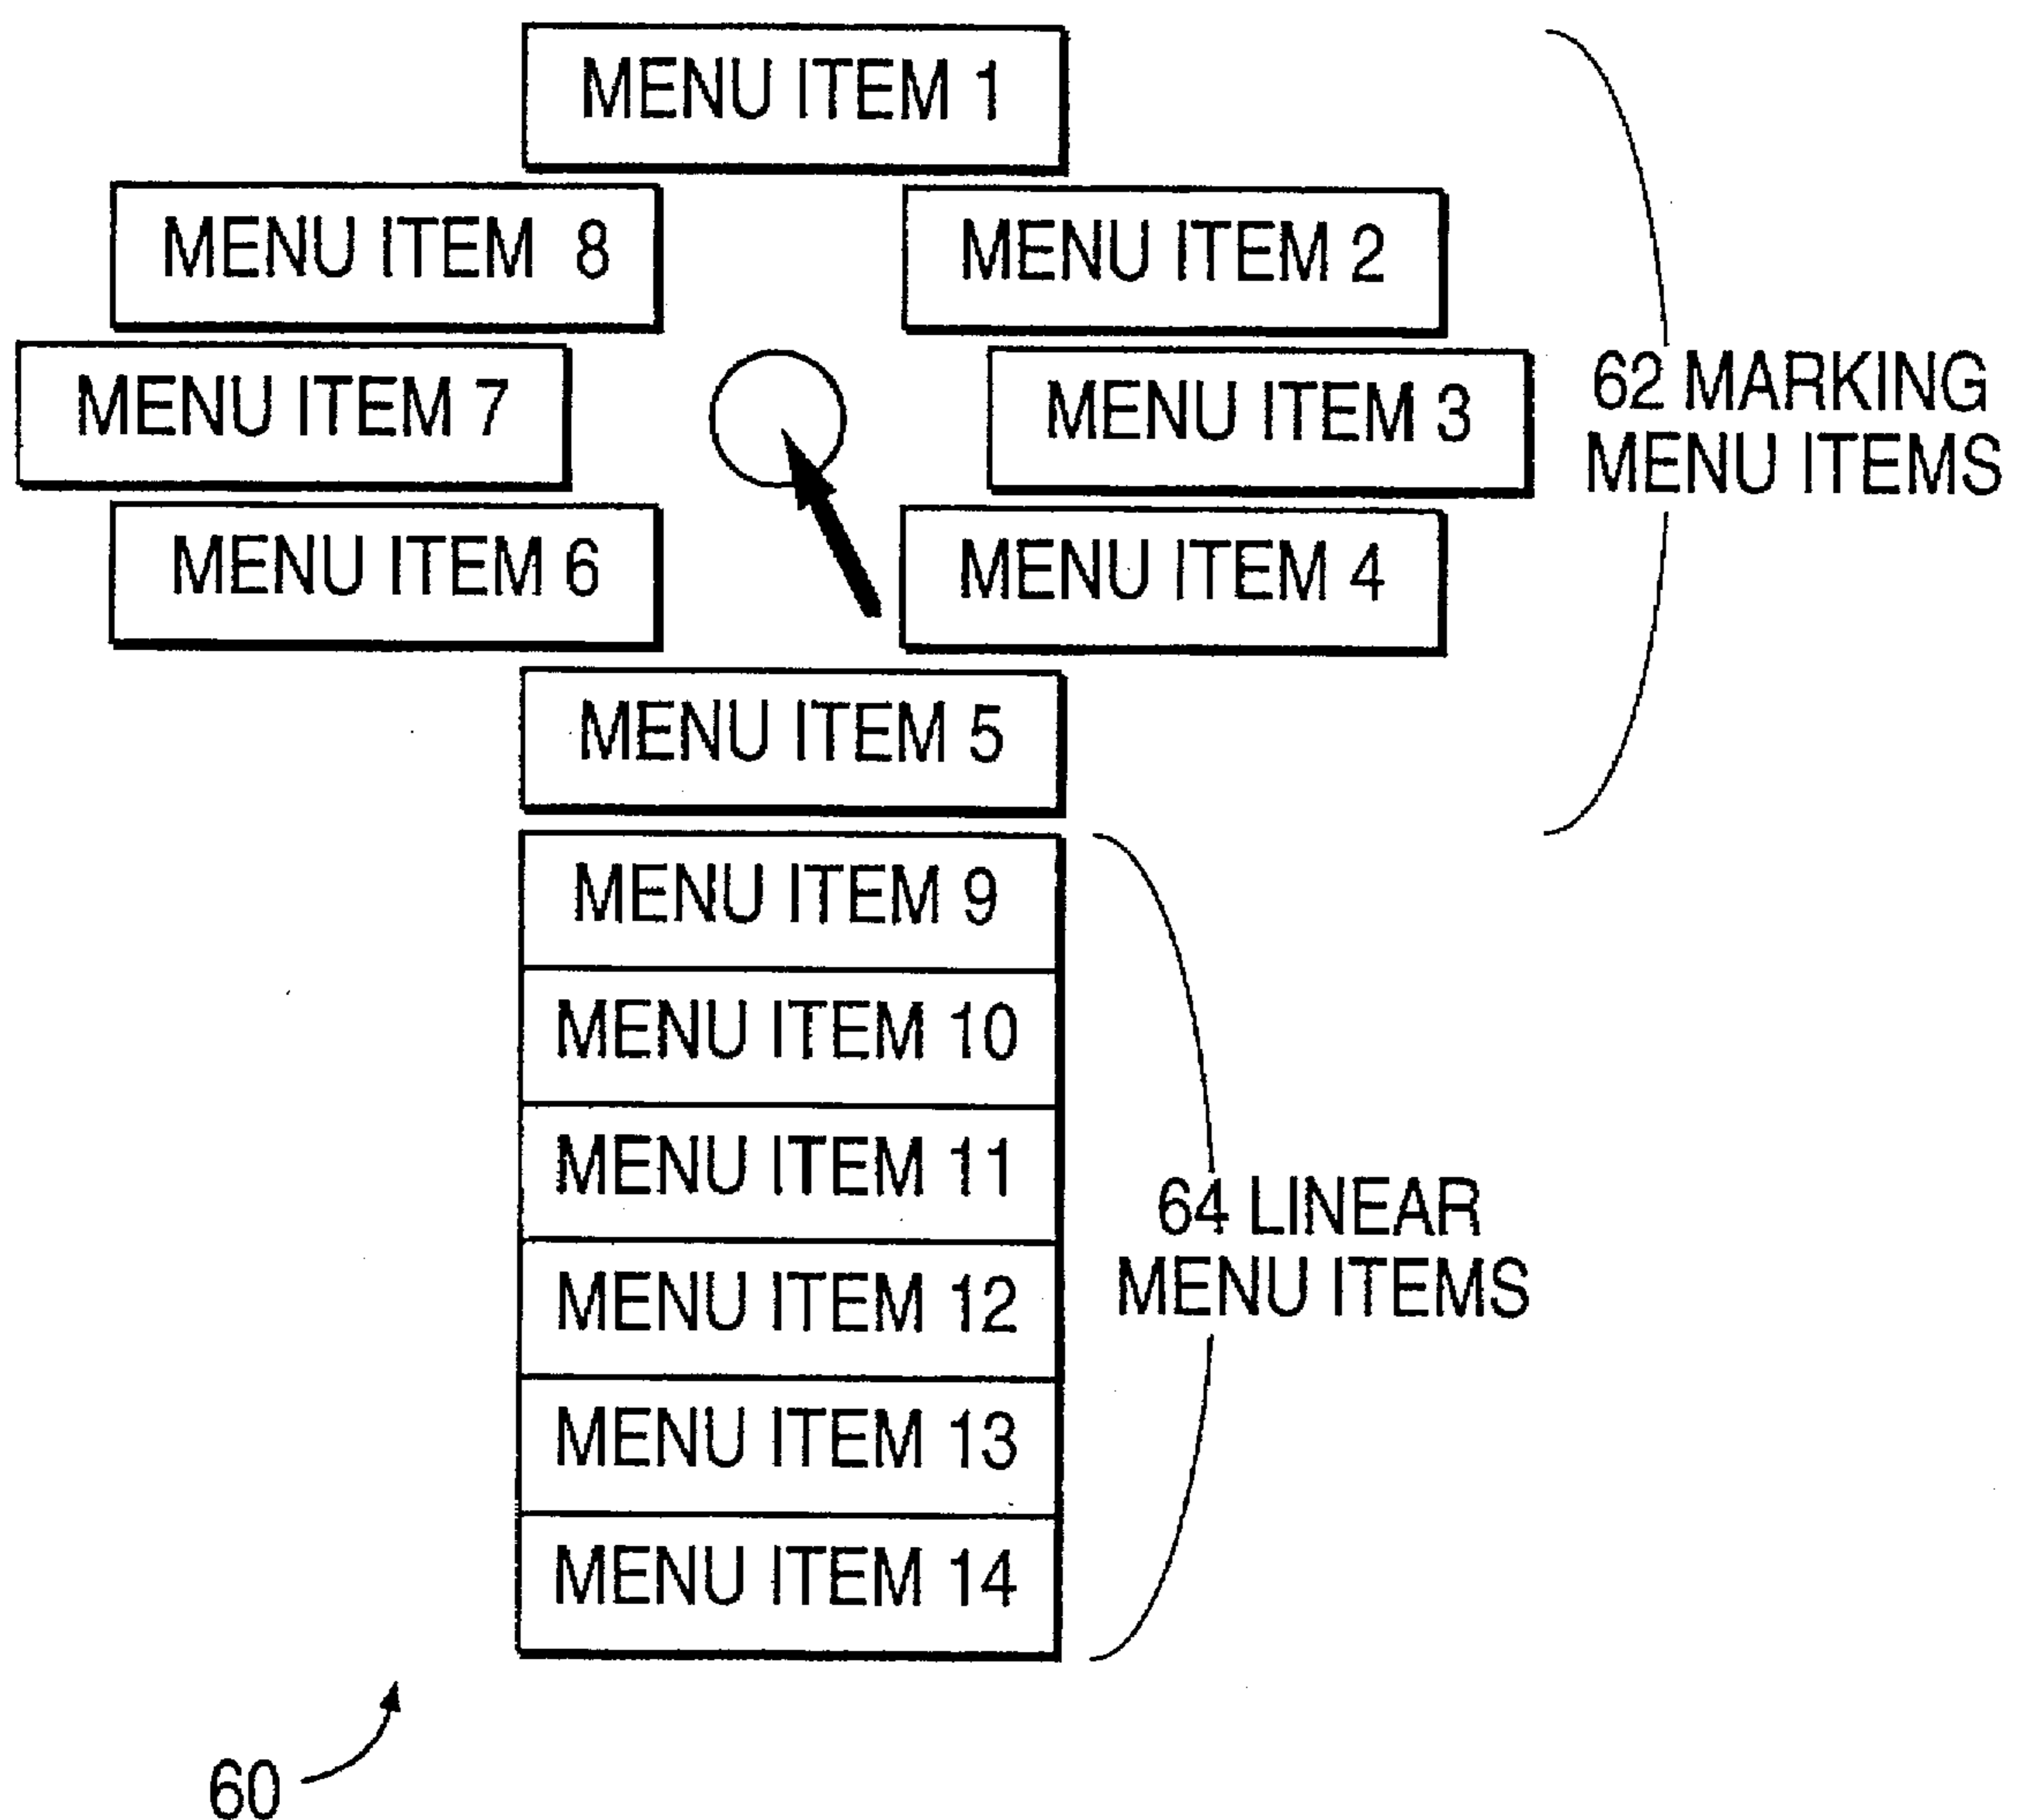 MENU ITEM 1
MENU ITEM 8
MENU ITEM 2
MENU ITEM 7
MENU ITEM 3
62 MARKING
MENU ITEMS
MENU ITEM 6
MENU ITEM 4
MENU ITEM 5
MENU ITEM 9
MENU ITEM 10
MENU ITEM 11
MENU ITEM 12
MENU ITEM 13
MENU ITEM 14
64 LINEAR
MENU ITEMS
60